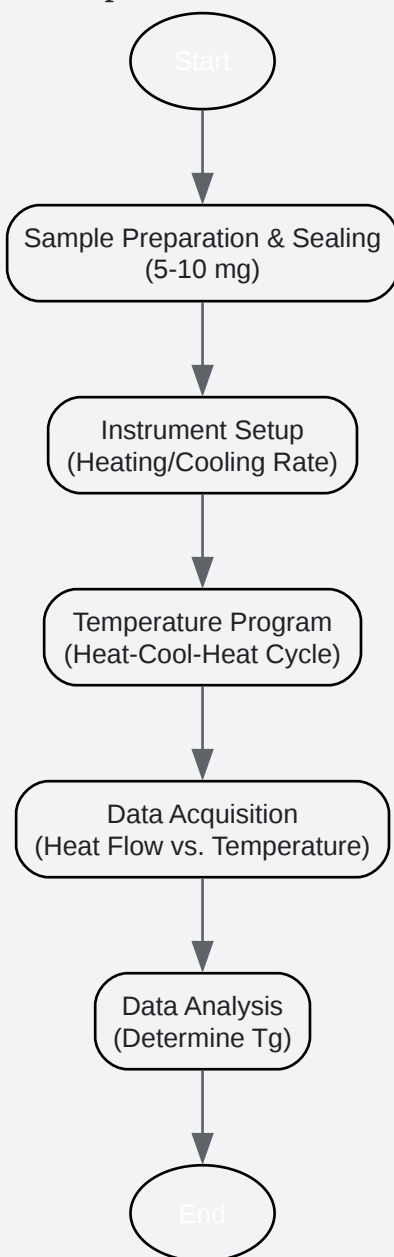 Start
Sample Preparation & Sealing
(5-10 mg)
Instrument Setup
(Heating/Cooling Rate)
Temperature Program
(Heat-Cool-Heat Cycle)
Data Acquisition
(Heat Flow vs. Temperature)
Data Analysis
(Determine Tg)
End